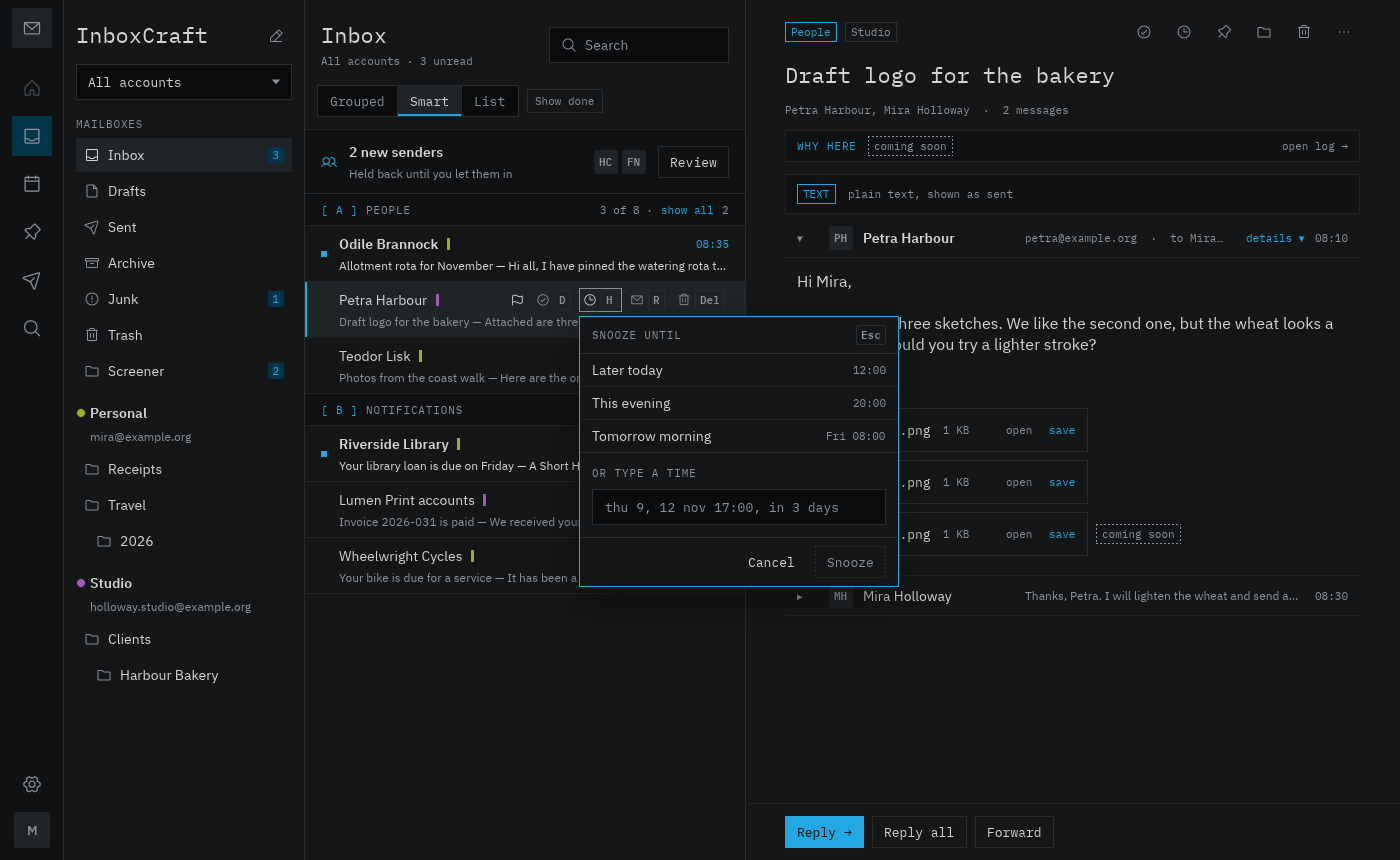 InboxCraft
All accounts
MAILBOXES
Inbox 3
Drafts
Sent
Archive
Junk 1
Trash
Screener 2
Personal
mira@example.org
Receipts
Travel
2026
Studio
holloway.studio@example.org
Clients
Harbour Bakery
M
Inbox
All accounts · 3 unread
Search
Grouped Smart List Show done
2 new senders
Held back until you let them in
HC FN Review
[ A ] PEOPLE 3 of 8 · show all 2
Odile Brannock 08:35
Allotment rota for November — Hi all, I have pinned the watering rota t…
Petra Harbour D H R Del
Draft logo for the bakery — Attached are thre
Teodor Lisk
Photos from the coast walk — Here are the
[ B ] NOTIFICATIONS
Riverside Library
Your library loan is due on Friday — A Short H
Lumen Print accounts
Invoice 2026-031 is paid — We received your
Wheelwright Cycles
Your bike is due for a service — It has been a
SNOOZE UNTIL Esc
Later today 12:00
This evening 20:00
Tomorrow morning Fri 08:00
OR TYPE A TIME
thu 9, 12 nov 17:00, in 3 days
Cancel Snooze
People Studio
Draft logo for the bakery
Petra Harbour, Mira Holloway · 2 messages
WHY HERE coming soon open log →
TEXT plain text, shown as sent
▾ PH Petra Harbour petra@example.org · to Mira… details ▾ 08:10
Hi Mira,
hree sketches. We like the second one, but the wheat looks a
ould you try a lighter stroke?
.png 1 KB open save
.png 1 KB open save
.png 1 KB open save coming soon
▸ MH Mira Holloway Thanks, Petra. I will lighten the wheat and send a… 08:30
Reply → Reply all Forward